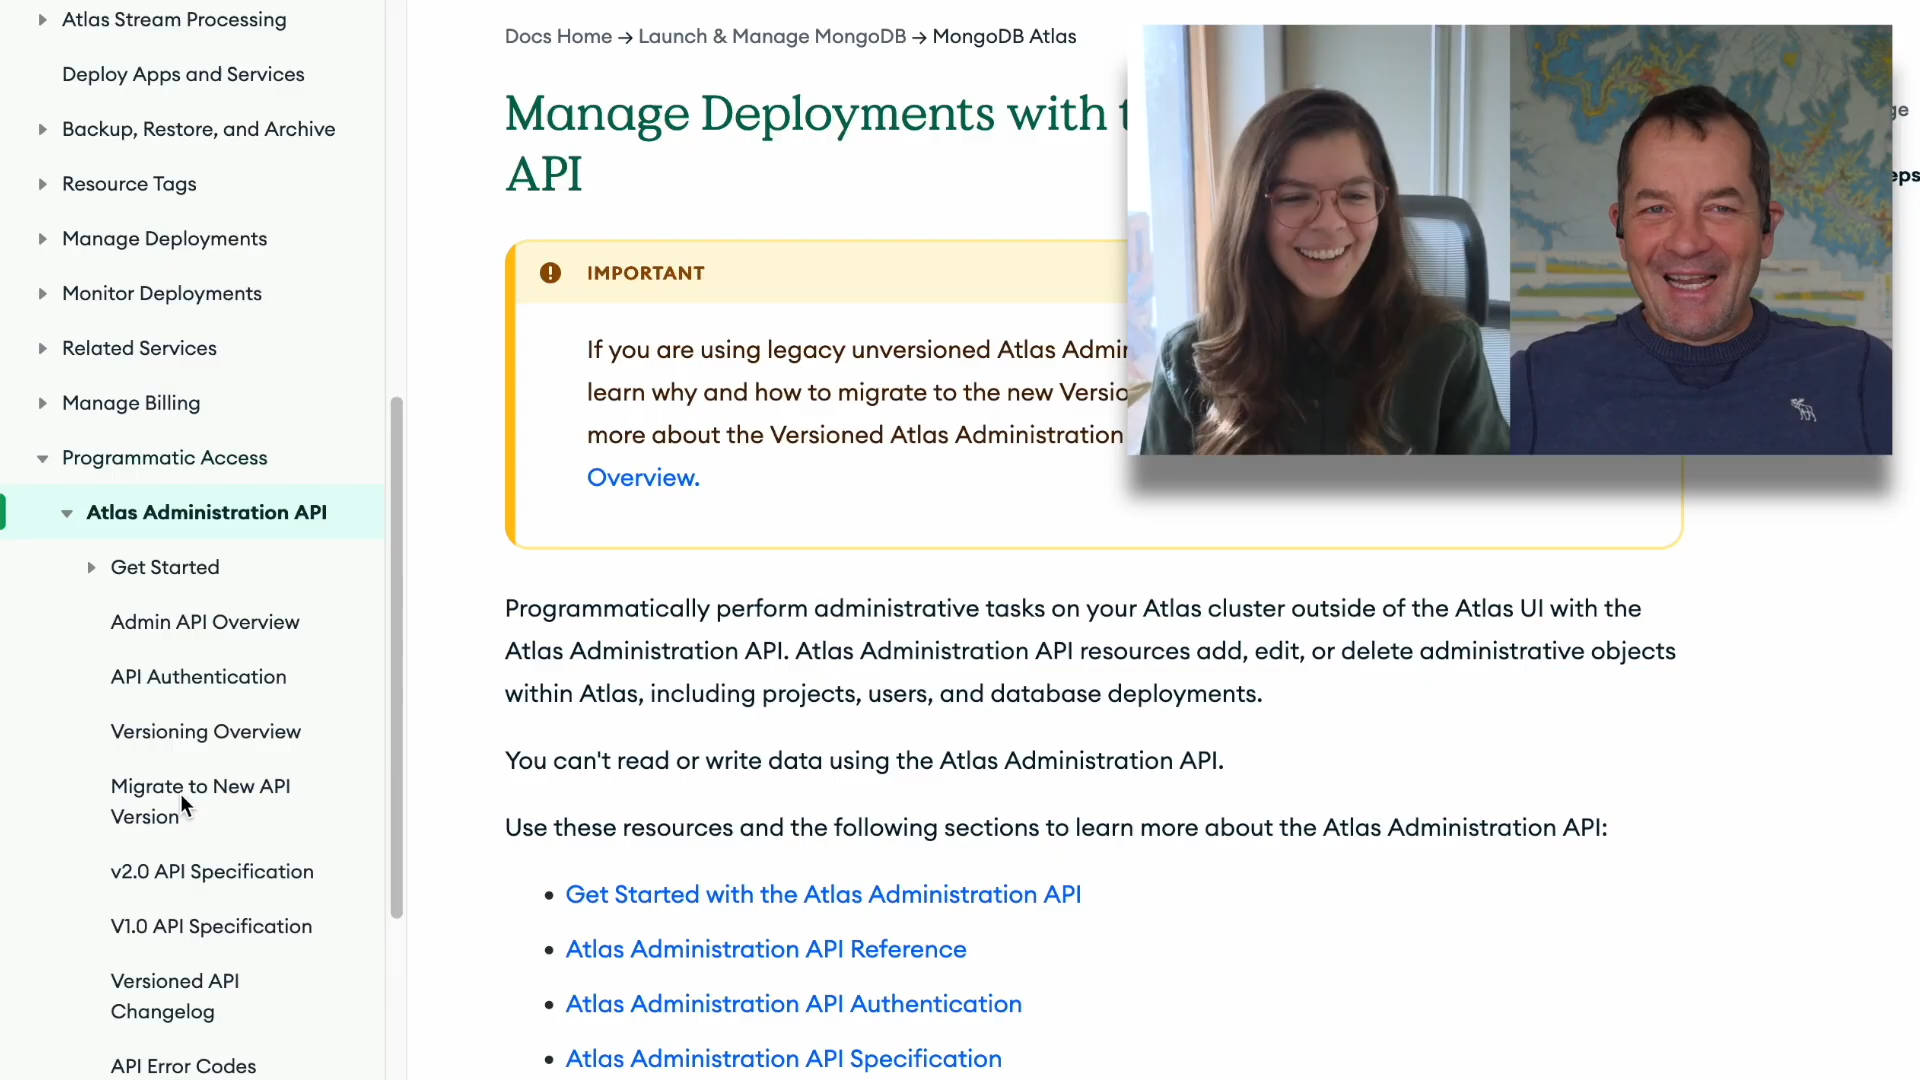 Atlas Stream Processing
Deploy Apps and Services
Backup, Restore, and Archive
Resource Tags
Manage Deployments
Monitor Deployments
Related Services
Manage Billing
Programmatic Access
Atlas Administration API
Get Started
Admin API Overview
API Authentication
Versioning Overview
Migrate to New API
Version
v2.0 API Specification
V1.0 API Specification
Versioned API
Changelog
API Error Codes
Docs Home → Launch & Manage MongoDB → MongoDB Atlas
Manage Deployments with
API
IMPORTANT
If you are using legacy unversioned Atlas
learn why and how to migrate to the new
more about the Versioned Atlas Administration
Overview.
Programmatically perform administrative tasks on your Atlas cluster outside of the Atlas UI with the
Atlas Administration API. Atlas Administration API resources add, edit, or delete administrative objects
within Atlas, including projects, users, and database deployments.
You can't read or write data using the Atlas Administration API.
Use these resources and the following sections to learn more about the Atlas Administration API:
• Get Started with the Atlas Administration API
• Atlas Administration API Reference
• Atlas Administration API Authentication
• Atlas Administration API Specification